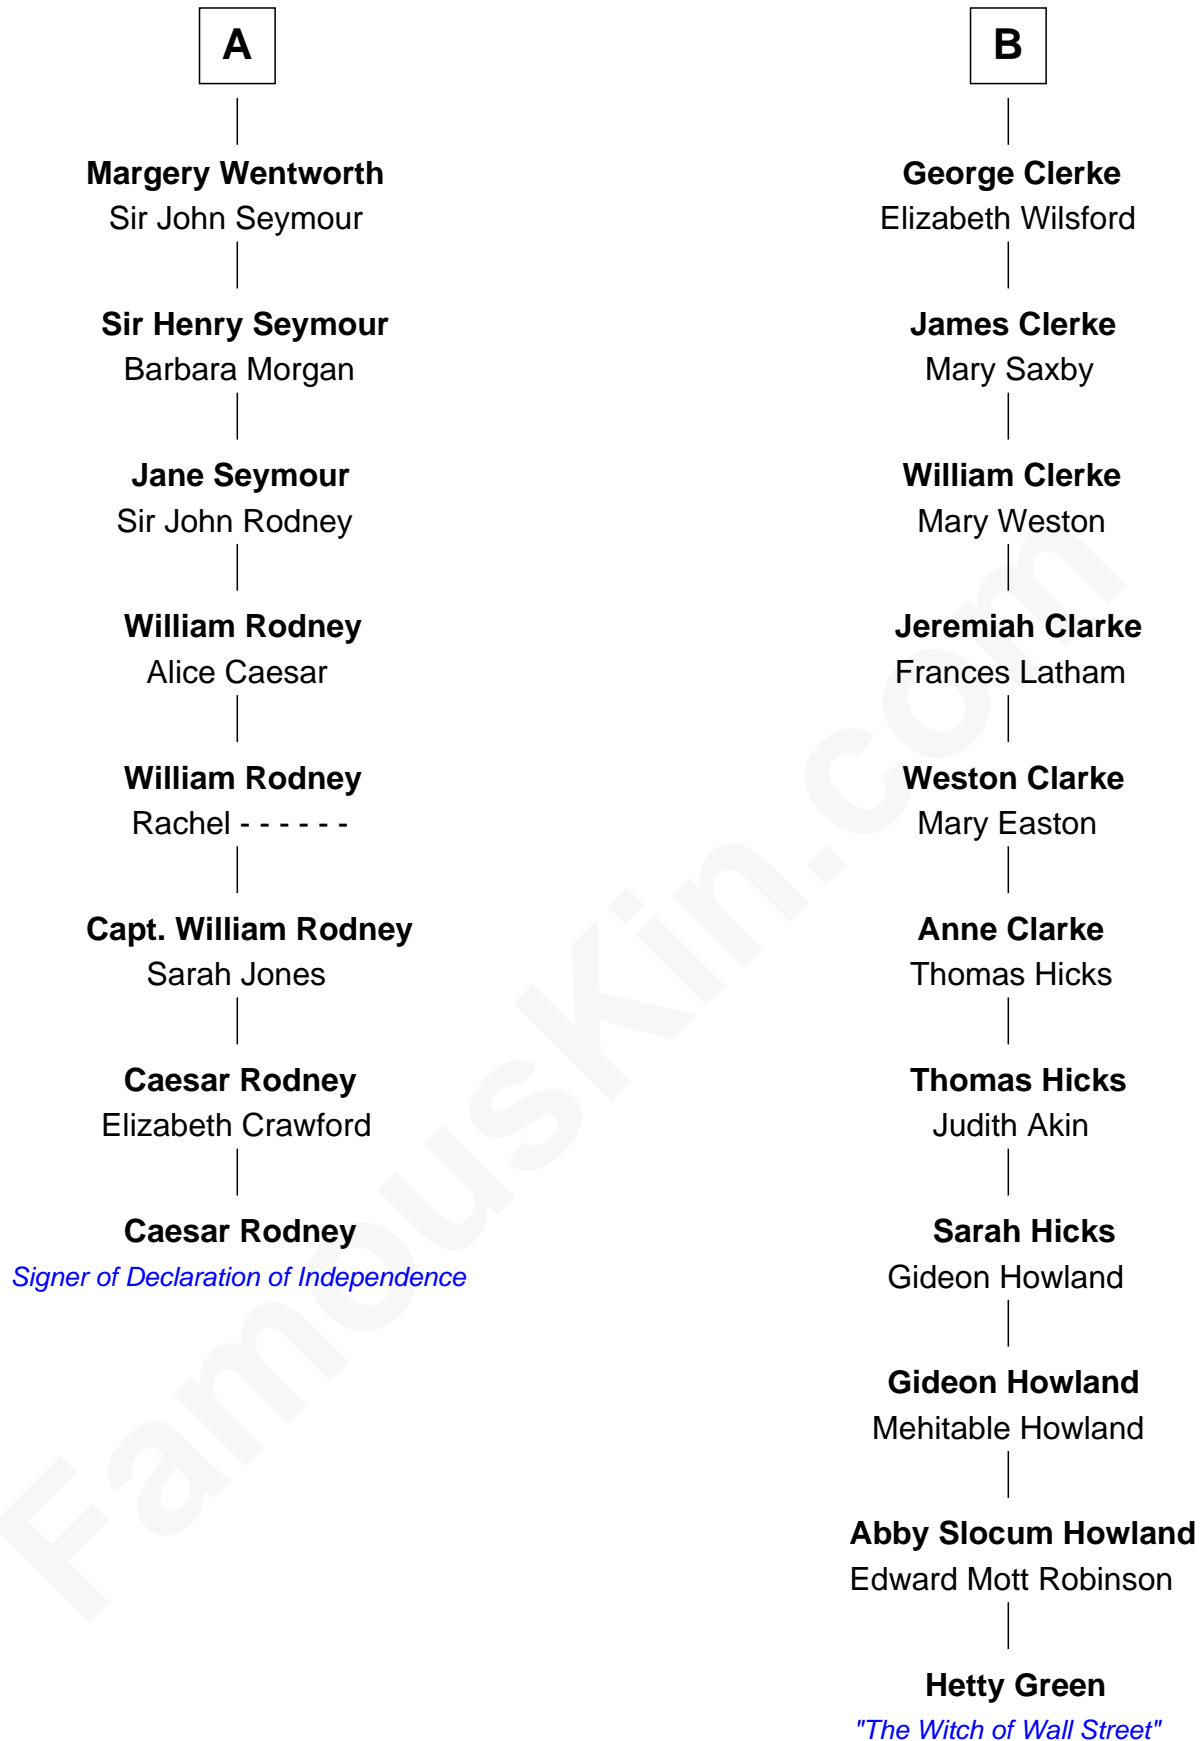 A
Margery Wentworth
Sir John Seymour
Sir Henry Seymour
Barbara Morgan
Jane Seymour
Sir John Rodney
William Rodney
Alice Caesar
William Rodney
Rachel - - - - - -
Capt. William Rodney
Sarah Jones
Caesar Rodney
Elizabeth Crawford
Caesar Rodney
Signer of Declaration of Independence
B
George Clerke
Elizabeth Wilsford
James Clerke
Mary Saxby
William Clerke
Mary Weston
Jeremiah Clarke
Frances Latham
Weston Clarke
Mary Easton
Anne Clarke
Thomas Hicks
Thomas Hicks
Judith Akin
Sarah Hicks
Gideon Howland
Gideon Howland
Mehitable Howland
Abby Slocum Howland
Edward Mott Robinson
Hetty Green
"The Witch of Wall Street"
FamousKin.com